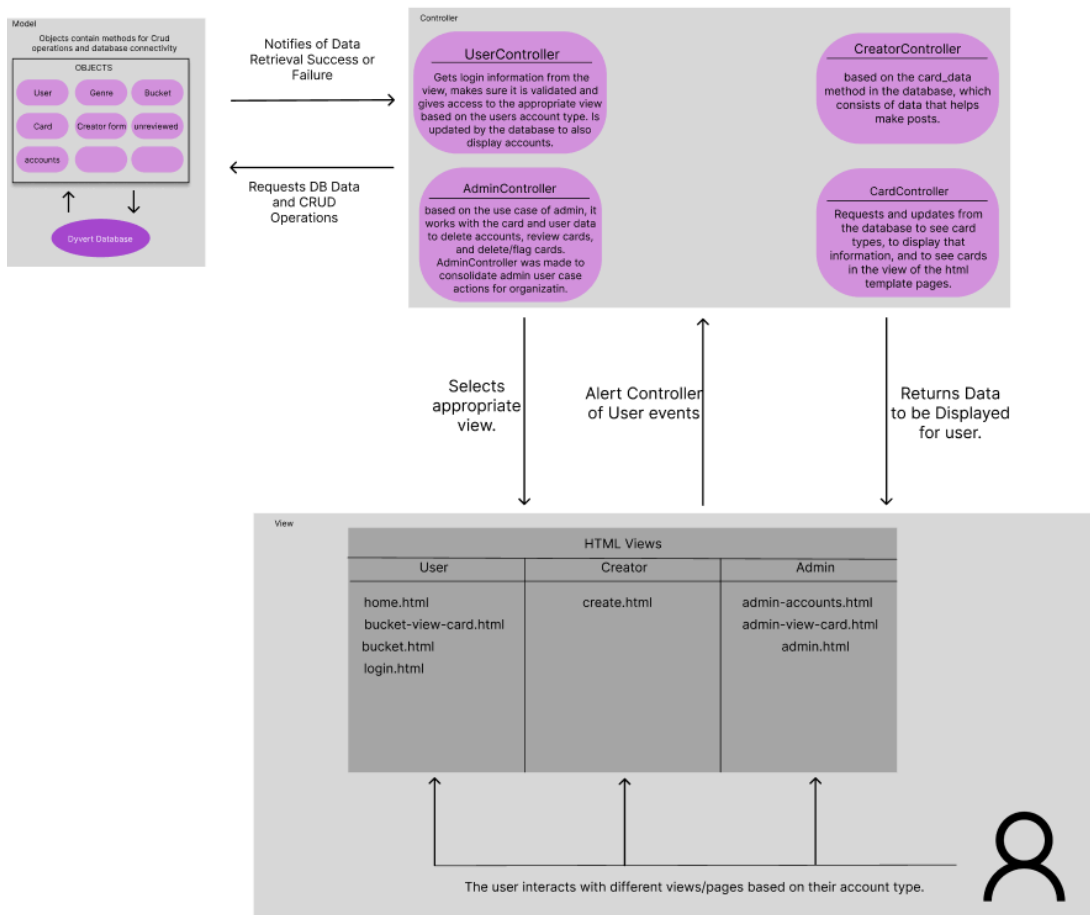 Model
Objects contain methods for Crud
operations and database connectivity
OBJECTS
User
Genre
Bucket
Card
Creator form
unreviewed
accounts
Dyvert Database
Notifies of Data
Retrieval Success or
Failure
Requests DB Data
and CRUD
Operations
Controller
UserController
Gets login information from the
view, makes sure it is validated and
gives access to the appropriate view
based on the users account type. Is
updated by the database to also
display accounts.
CreatorController
based on the card_data
method in the database, which
consists of data that helps
make posts.
AdminController
based on the use case of admin, it
works with the card and user data
to delete accounts, review cards,
and delete/flag cards.
AdminController was made to
consolidate admin user case
actions for organizatin.
CardController
Requests and updates from
the database to see card
types, to display that
information, and to see cards
in the view of the html
template pages.
Selects
appropriate
view.
Alert Controller
of User events
Returns Data
to be Displayed
for user.
View
HTML Views
User
Creator
Admin
home.html
bucket-view-card.html
bucket.html
login.html
create.html
admin-accounts.html
admin-view-card.html
admin.html
The user interacts with different views/pages based on their account type.